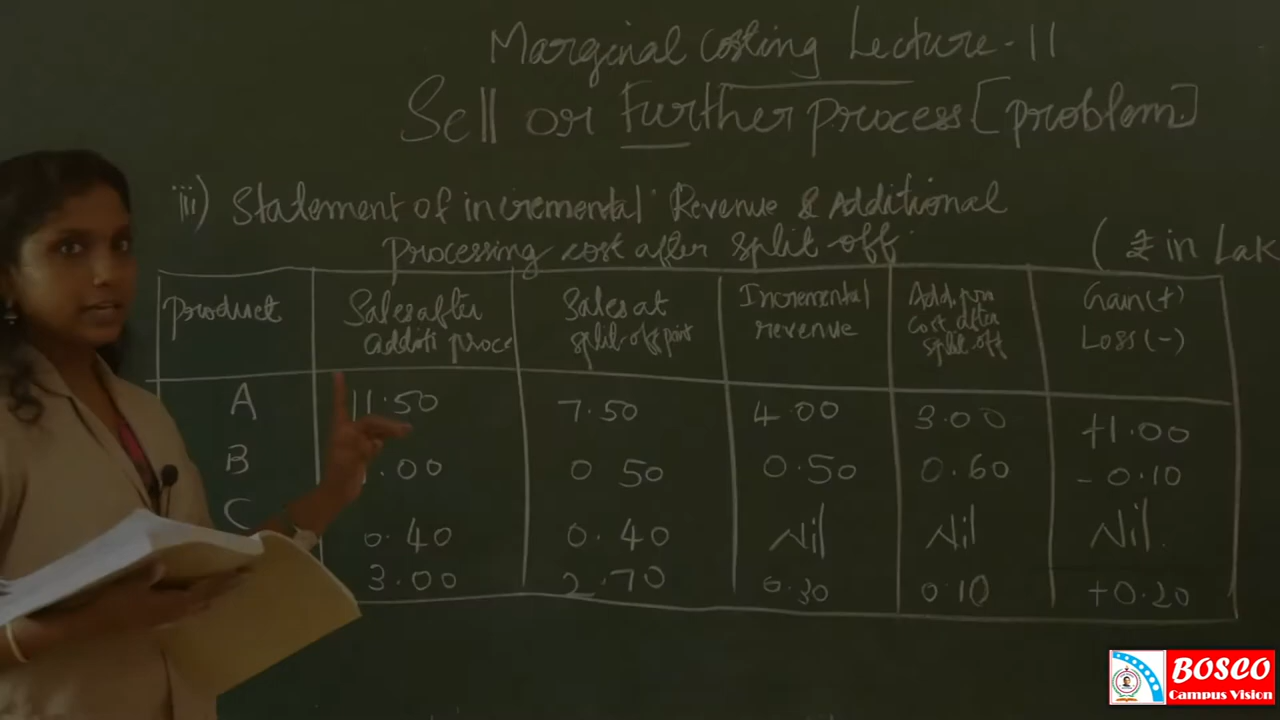 Marginal costing Lecture - 11
Sell or Further process [problem]
iii) Statement of incremental Revenue & Additional
processing cost after split-off
( ₹ in Lak
Product Sales after additi proce Sales at split-off point Incremental revenue Add. pro cost after split-off Gain (+) Loss (-)
A 11.50 7.50 4.00 3.00 +1.00
B .00 0.50 0.50 0.60 - 0.10
C 0.40 0.40 Nil Nil Nil
3.00 2.70 0.30 0.10 +0.20
BOSCO
Campus Vision